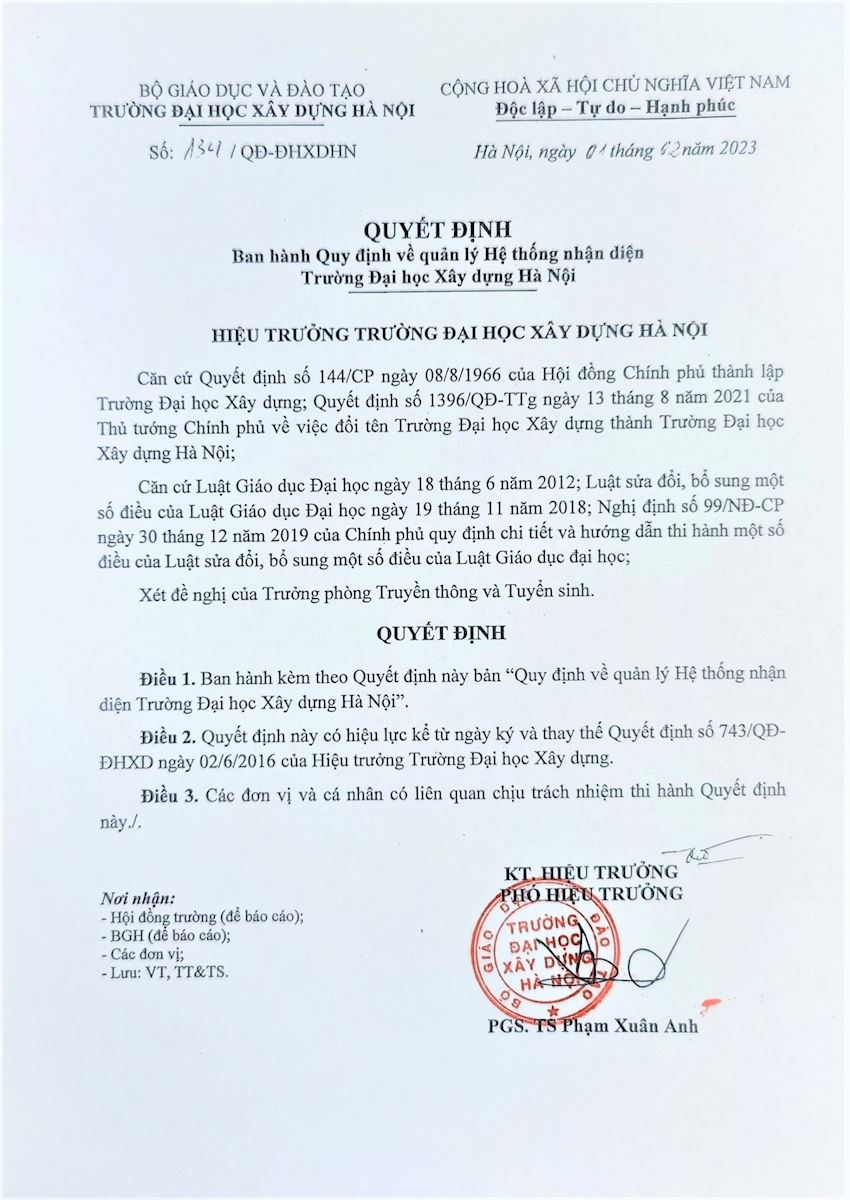 BỘ GIÁO DỤC VÀ ĐÀO TẠO
TRƯỜNG ĐẠI HỌC XÂY DỰNG HÀ NỘI
Số: / QĐ-ĐHXDHN
CỘNG HOÀ XÃ HỘI CHỦ NGHĨA VIỆT NAM
Độc lập – Tự do – Hạnh phúc
Hà Nội, ngày 01 tháng năm 2023
QUYẾT ĐỊNH
Ban hành Quy định về quản lý Hệ thống nhận diện
Trường Đại học Xây dựng Hà Nội
HIỆU TRƯỞNG TRƯỜNG ĐẠI HỌC XÂY DỰNG HÀ NỘI
Căn cứ Quyết định số 144/CP ngày 08/8/1966 của Hội đồng Chính phủ thành lập
Trường Đại học Xây dựng; Quyết định số 1396/QĐ-TTg ngày 13 tháng 8 năm 2021 của
Thủ tướng Chính phủ về việc đổi tên Trường Đại học Xây dựng thành Trường Đại học
Xây dựng Hà Nội;
Căn cứ Luật Giáo dục Đại học ngày 18 tháng 6 năm 2012; Luật sửa đổi, bổ sung một
số điều của Luật Giáo dục Đại học ngày 19 tháng 11 năm 2018; Nghị định số 99/NĐ-CP
ngày 30 tháng 12 năm 2019 của Chính phủ quy định chi tiết và hướng dẫn thi hành một số
điều của Luật sửa đổi, bổ sung một số điều của Luật Giáo dục đại học;
Xét đề nghị của Trưởng phòng Truyền thông và Tuyển sinh.
QUYẾT ĐỊNH
Điều 1. Ban hành kèm theo Quyết định này bản “Quy định về quản lý Hệ thống nhận
diện Trường Đại học Xây dựng Hà Nội”.
Điều 2. Quyết định này có hiệu lực kể từ ngày ký và thay thế Quyết định số 743/QĐ-
ĐHXD ngày 02/6/2016 của Hiệu trưởng Trường Đại học Xây dựng.
Điều 3. Các đơn vị và cá nhân có liên quan chịu trách nhiệm thi hành Quyết định
này./.
Nơi nhận:
- Hội đồng trường (để báo cáo);
- BGH (để báo cáo);
- Các đơn vị;
- Lưu: VT, TT&TS.
KT. HIỆU TRƯỞNG
PHÓ HIỆU TRƯỞNG
BỘ GIÁO DỤC VÀ ĐÀO TẠO
TRƯỜNG
ĐẠI HỌC
XÂY DỰNG
HÀ NỘI
PGS. TS Phạm Xuân Anh